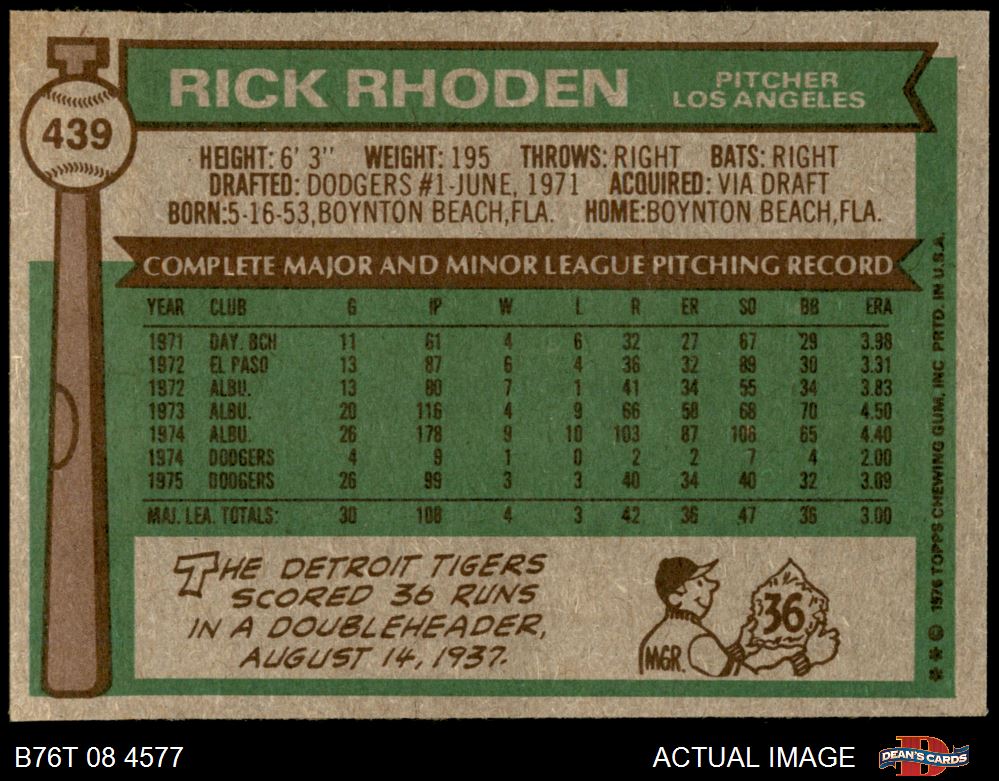 439
RICK RHODEN
PITCHER
LOS ANGELES
HEIGHT: 6' 3" WEIGHT: 195 THROWS: RIGHT BATS: RIGHT
DRAFTED: DODGERS #1-JUNE, 1971 ACQUIRED: VIA DRAFT
BORN:5-16-53,BOYNTON BEACH,FLA. HOME:BOYNTON BEACH,FLA.
COMPLETE MAJOR AND MINOR LEAGUE PITCHING RECORD
YEAR CLUB G IP W L R ER SO BB ERA
1971 DAY. BCH 11 61 4 6 32 27 67 29 3.98
1972 EL PASO 13 87 6 4 36 32 89 30 3.31
1972 ALBU. 13 80 7 1 41 34 55 34 3.83
1973 ALBU. 20 116 4 9 66 58 68 70 4.50
1974 ALBU. 26 178 9 10 103 87 106 65 4.40
1974 DODGERS 4 9 1 0 2 2 7 4 2.00
1975 DODGERS 26 99 3 3 40 34 40 32 3.09
MAJ. LEA. TOTALS: 30 108 4 3 42 36 47 36 3.00
THE DETROIT TIGERS
SCORED 36 RUNS
IN A DOUBLEHEADER,
AUGUST 14, 1937.
36
MGR.
** © 1976 TOPPS CHEWING GUM, INC. PRTD. IN U.S.A.
B76T 08 4577
ACTUAL IMAGE
DEAN'S CARDS